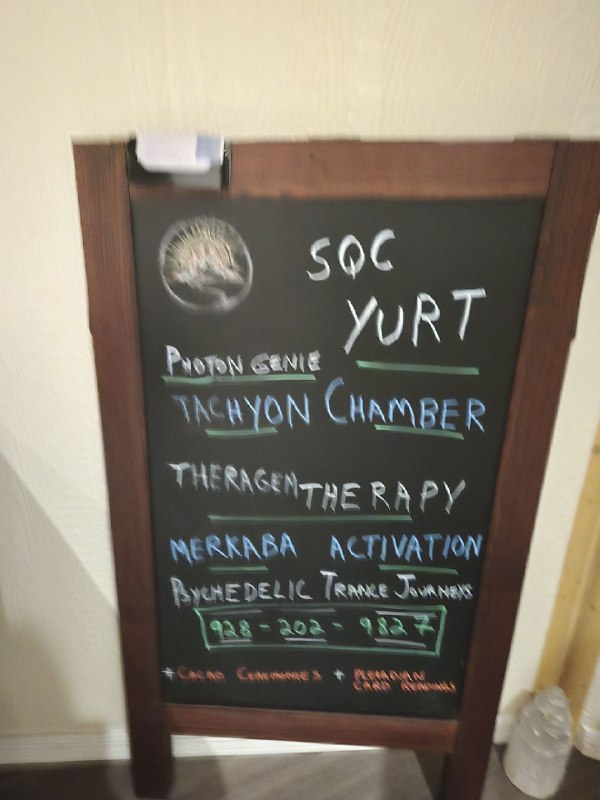 SQC
YURT
PHOTON GENIE
TACHYON CHAMBER
THERAGEM THERAPY
MERKABA ACTIVATION
PSYCHEDELIC TRANCE JOURNEYS
928-202-9827
+ CACAO CEREMONIES + PLEIADIAN
CARD READINGS